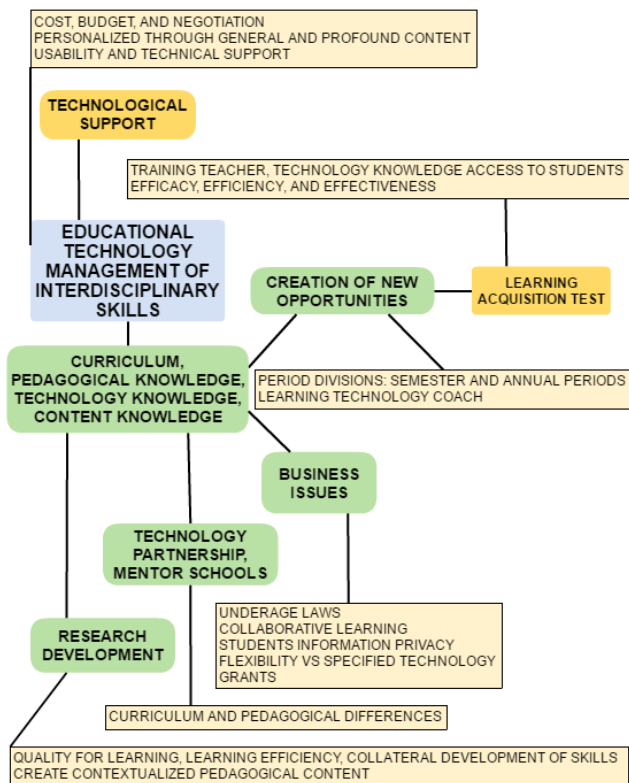 COST, BUDGET, AND NEGOTIATION
PERSONALIZED THROUGH GENERAL AND PROFOUND CONTENT
USABILITY AND TECHNICAL SUPPORT
TECHNOLOGICAL
SUPPORT
TRAINING TEACHER, TECHNOLOGY KNOWLEDGE ACCESS TO STUDENTS
EFFICACY, EFFICIENCY, AND EFFECTIVENESS
EDUCATIONAL
TECHNOLOGY
MANAGEMENT OF
INTERDISCIPLINARY
SKILLS
CREATION OF NEW
OPPORTUNITIES
LEARNING
ACQUISITION TEST
CURRICULUM,
PEDAGOGICAL KNOWLEDGE,
TECHNOLOGY KNOWLEDGE,
CONTENT KNOWLEDGE
PERIOD DIVISIONS: SEMESTER AND ANNUAL PERIODS
LEARNING TECHNOLOGY COACH
BUSINESS
ISSUES
TECHNOLOGY
PARTNERSHIP,
MENTOR SCHOOLS
UNDERAGE LAWS
COLLABORATIVE LEARNING
STUDENTS INFORMATION PRIVACY
FLEXIBILITY VS SPECIFIED TECHNOLOGY
GRANTS
RESEARCH
DEVELOPMENT
CURRICULUM AND PEDAGOGICAL DIFFERENCES
QUALITY FOR LEARNING, LEARNING EFFICIENCY, COLLATERAL DEVELOPMENT OF SKILLS
CREATE CONTEXTUALIZED PEDAGOGICAL CONTENT